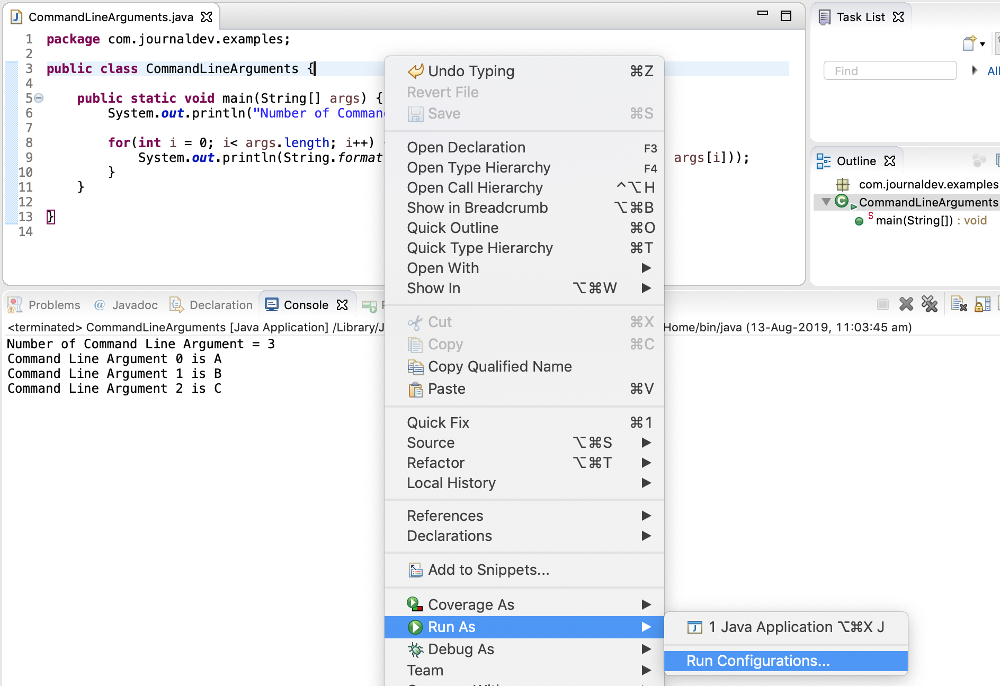 CommandLineArguments.java
1 package com.journaldev.examples;
2
3 public class CommandLineArguments {
4
5 public static void main(String[] args) {
6 System.out.println("Number of Comman
7
8 for(int i = 0; i< args.length; i++)
9 System.out.println(String.format args[i]));
10 }
11 }
12
13 }
14
Undo Typing ⌘Z
Revert File
Save ⌘S
Open Declaration F3
Open Type Hierarchy F4
Open Call Hierarchy ^⌥H
Show in Breadcrumb ⌥⌘B
Quick Outline ⌘O
Quick Type Hierarchy ⌘T
Open With
Show In ⌥⌘W
Cut ⌘X
Copy ⌘C
Copy Qualified Name
Paste ⌘V
Quick Fix ⌘1
Source ⌥⌘S
Refactor ⌥⌘T
Local History
References
Declarations
Add to Snippets...
Coverage As
Run As
Debug As
Team
1 Java Application ⌥⌘X J
Run Configurations...
Task List
Find
All
Outline
com.journaldev.examples
CommandLineArguments
S main(String[]) : void
Problems @ Javadoc Declaration Console
<terminated> CommandLineArguments [Java Application] /Library/J Home/bin/java (13-Aug-2019, 11:03:45 am)
Number of Command Line Argument = 3
Command Line Argument 0 is A
Command Line Argument 1 is B
Command Line Argument 2 is C